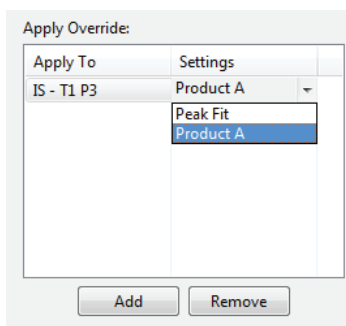 Apply Override:
Apply To Settings
IS - T1 P3 Product A
Peak Fit
Product A
Add Remove